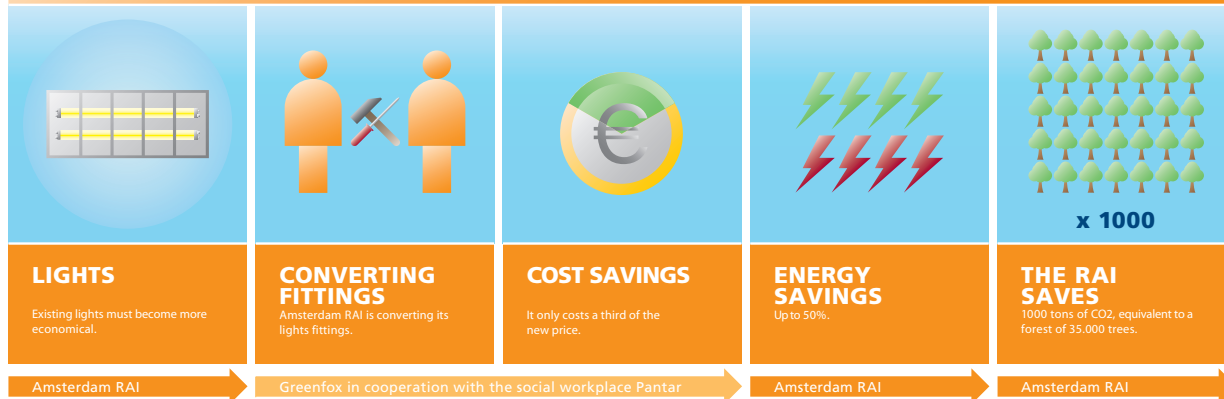 €
x 1000
LIGHTS
Existing lights must become more
economical.
CONVERTING
FITTINGS
Amsterdam RAI is converting its
lights fittings.
COST SAVINGS
It only costs a third of the
new price.
ENERGY
SAVINGS
Up to 50%.
THE RAI
SAVES
1000 tons of CO2, equivalent to a
forest of 35.000 trees.
Amsterdam RAI
Greenfox in cooperation with the social workplace Pantar
Amsterdam RAI
Amsterdam RAI